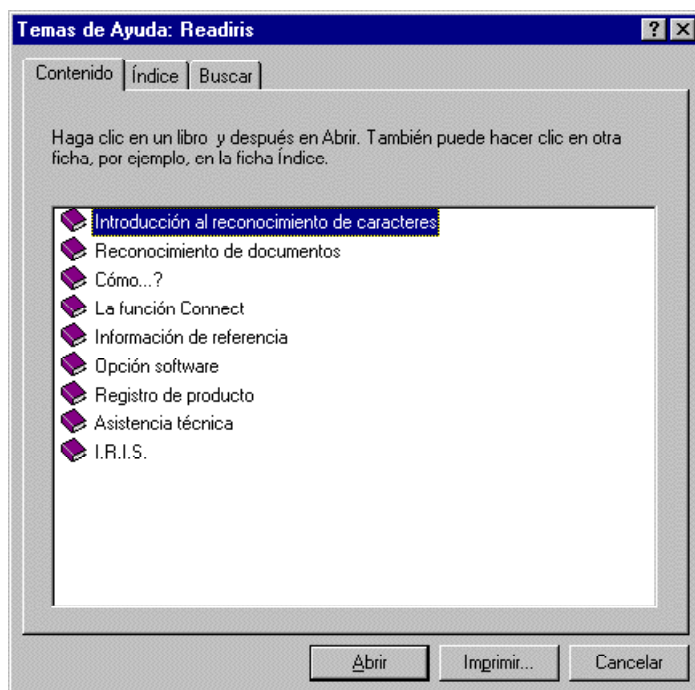 Temas de Ayuda: Readiris
Contenido Índice Buscar
Haga clic en un libro y después en Abrir. También puede hacer clic en otra
ficha, por ejemplo, en la ficha Índice.
Introducción al reconocimiento de caracteres
Reconocimiento de documentos
Cómo...?
La función Connect
Información de referencia
Opción software
Registro de producto
Asistencia técnica
I.R.I.S.
Abrir Imprimir... Cancelar